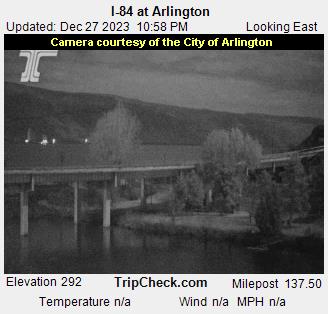 I-84 at Arlington
Updated: Dec 27 2023 10:58 PM Looking East
Camera courtesy of the City of Arlington
Elevation 292 TripCheck.com Milepost 137.50
Temperature n/a Wind n/a MPH n/a